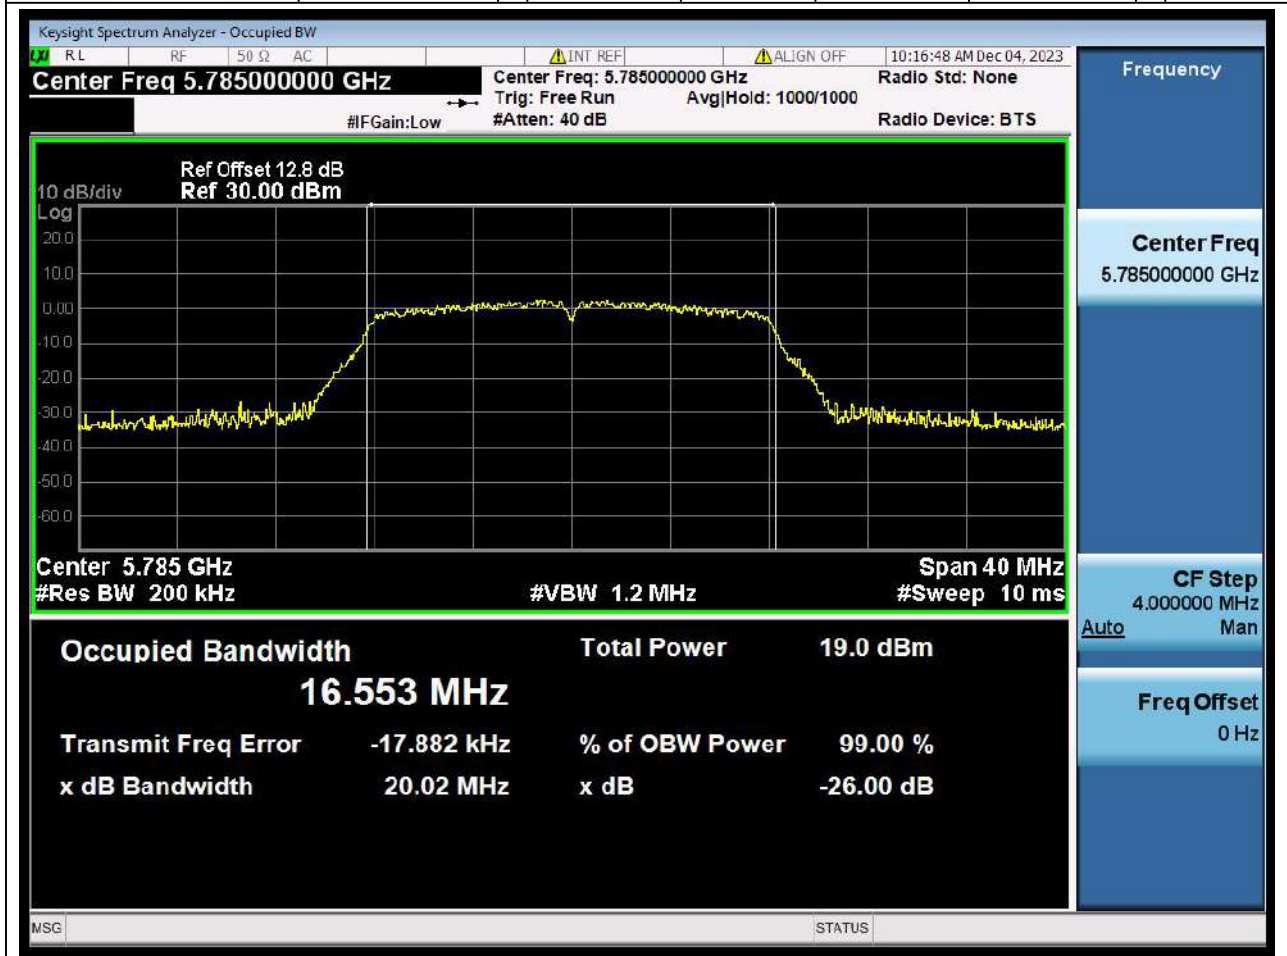 Keysight Spectrum Analyzer - Occupied BW
LXI RL RF 50 Ω AC INT REF ALIGN OFF 10:16:48 AM Dec 04, 2023
Center Freq 5.785000000 GHz
Center Freq: 5.785000000 GHz Radio Std: None
Trig: Free Run Avg|Hold: 1000/1000
#IFGain:Low #Atten: 40 dB Radio Device: BTS
Ref Offset 12.8 dB
10 dB/div Ref 30.00 dBm
Log
20.0
10.0
0.00
-10.0
-20.0
-30.0
-40.0
-50.0
-60.0
Center 5.785 GHz Span 40 MHz
#Res BW 200 kHz #VBW 1.2 MHz #Sweep 10 ms
Occupied Bandwidth Total Power 19.0 dBm
16.553 MHz
Transmit Freq Error -17.882 kHz % of OBW Power 99.00 %
x dB Bandwidth 20.02 MHz x dB -26.00 dB
MSG STATUS
Frequency
Center Freq
5.785000000 GHz
CF Step
4.000000 MHz
Auto Man
Freq Offset
0 Hz